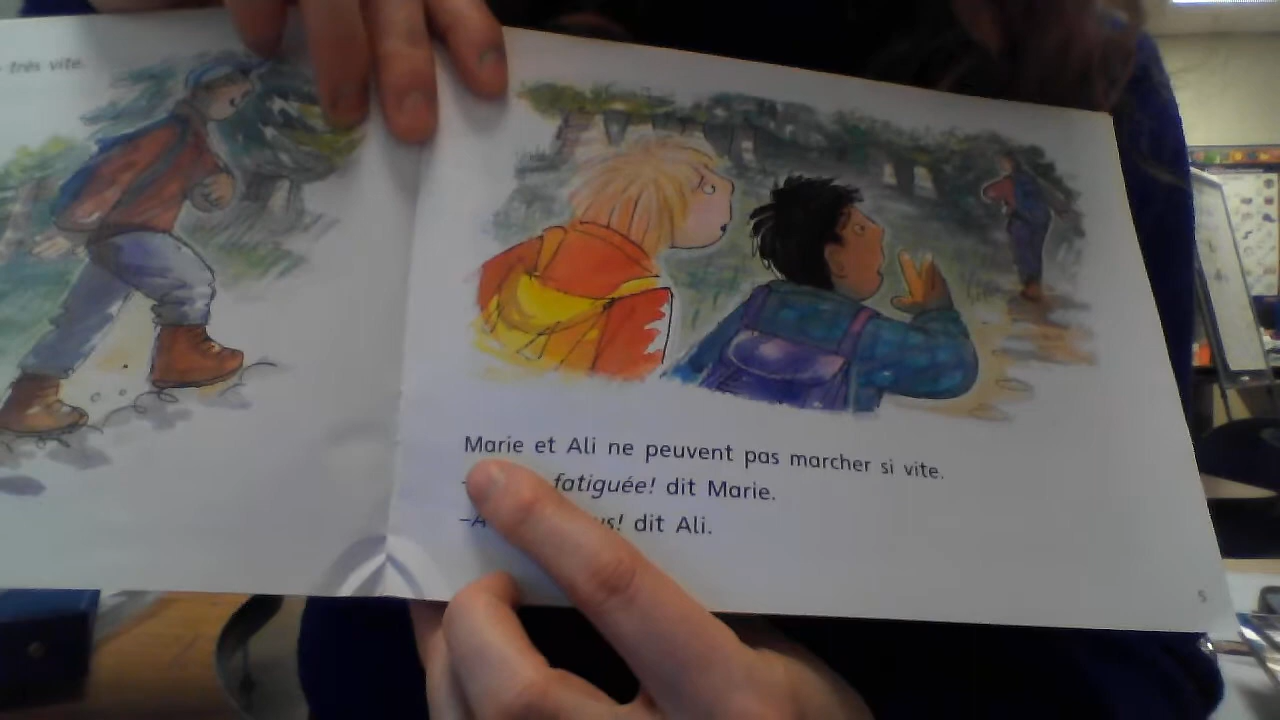 très vite.
Marie et Ali ne peuvent pas marcher si vite.
fatiguée! dit Marie.
dit Ali.
5